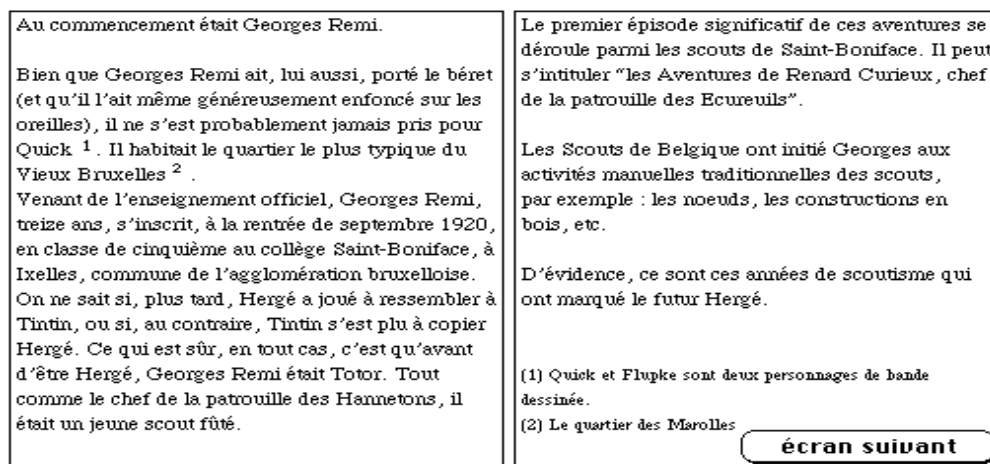 Au commencement était Georges Remi.
Bien que Georges Remi ait, lui aussi, porté le béret
(et qu'il l'ait même généreusement enfoncé sur les
oreilles), il ne s'est probablement jamais pris pour
Quick 1 . Il habitait le quartier le plus typique du
Vieux Bruxelles 2 .
Venant de l'enseignement officiel, Georges Remi,
treize ans, s'inscrit, à la rentrée de septembre 1920,
en classe de cinquième au collège Saint-Boniface, à
Ixelles, commune de l'agglomération bruxelloise.
On ne sait si, plus tard, Hergé a joué à ressembler à
Tintin, ou si, au contraire, Tintin s'est plu à copier
Hergé. Ce qui est sûr, en tout cas, c'est qu'avant
d'être Hergé, Georges Remi était Totor. Tout
comme le chef de la patrouille des Hannetons, il
était un jeune scout fûté.
Le premier épisode significatif de ces aventures se
déroule parmi les scouts de Saint-Boniface. Il peut
s'intituler "les Aventures de Renard Curieux, chef
de la patrouille des Ecureuils".
Les Scouts de Belgique ont initié Georges aux
activités manuelles traditionnelles des scouts,
par exemple : les noeuds, les constructions en
bois, etc.
D'évidence, ce sont ces années de scoutisme qui
ont marqué le futur Hergé.
(1) Quick et Flupke sont deux personnages de bande
dessinée.
(2) Le quartier des Marolles
écran suivant